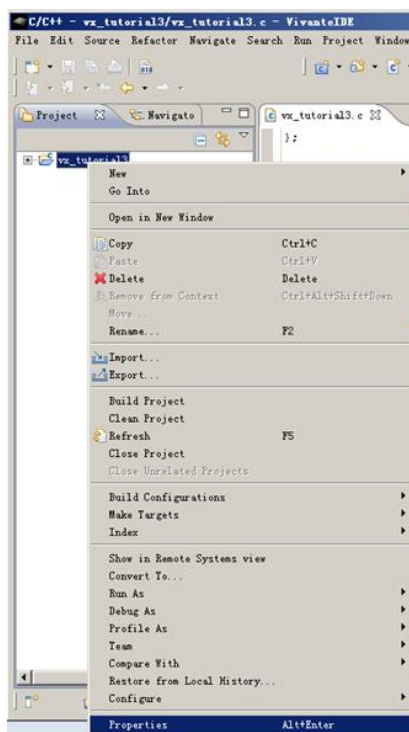 C/C++ - vx_tutorial3/vx_tutorial3.c - VivanteIDE
File Edit Source Refactor Navigate Search Run Project Window
Project Navigato vx_tutorial3.c
};
vx_tutorial3
New
Go Into
Open in New Window
Copy Ctrl+C
Paste Ctrl+V
Delete Delete
Remove from Context Ctrl+Alt+Shift+Down
Move...
Rename... F2
Import...
Export...
Build Project
Clean Project
Refresh F5
Close Project
Close Unrelated Projects
Build Configurations
Make Targets
Index
Show in Remote Systems view
Convert To...
Run As
Debug As
Profile As
Team
Compare With
Restore from Local History...
Configure
Properties Alt+Enter